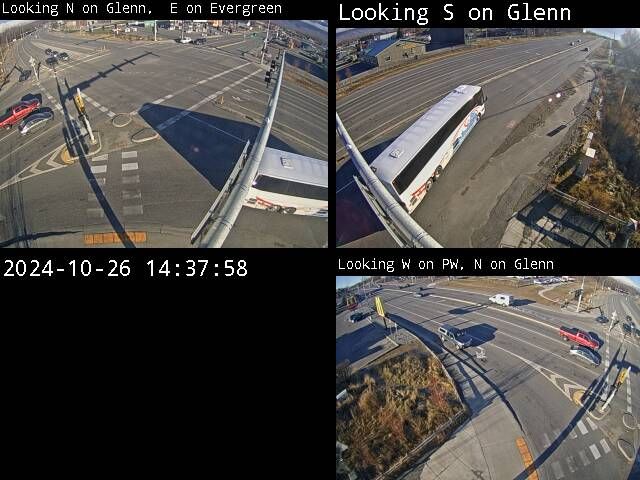 Looking N on Glenn, E on Evergreen
Looking S on Glenn
2024-10-26 14:37:58
Looking W on PW, N on Glenn